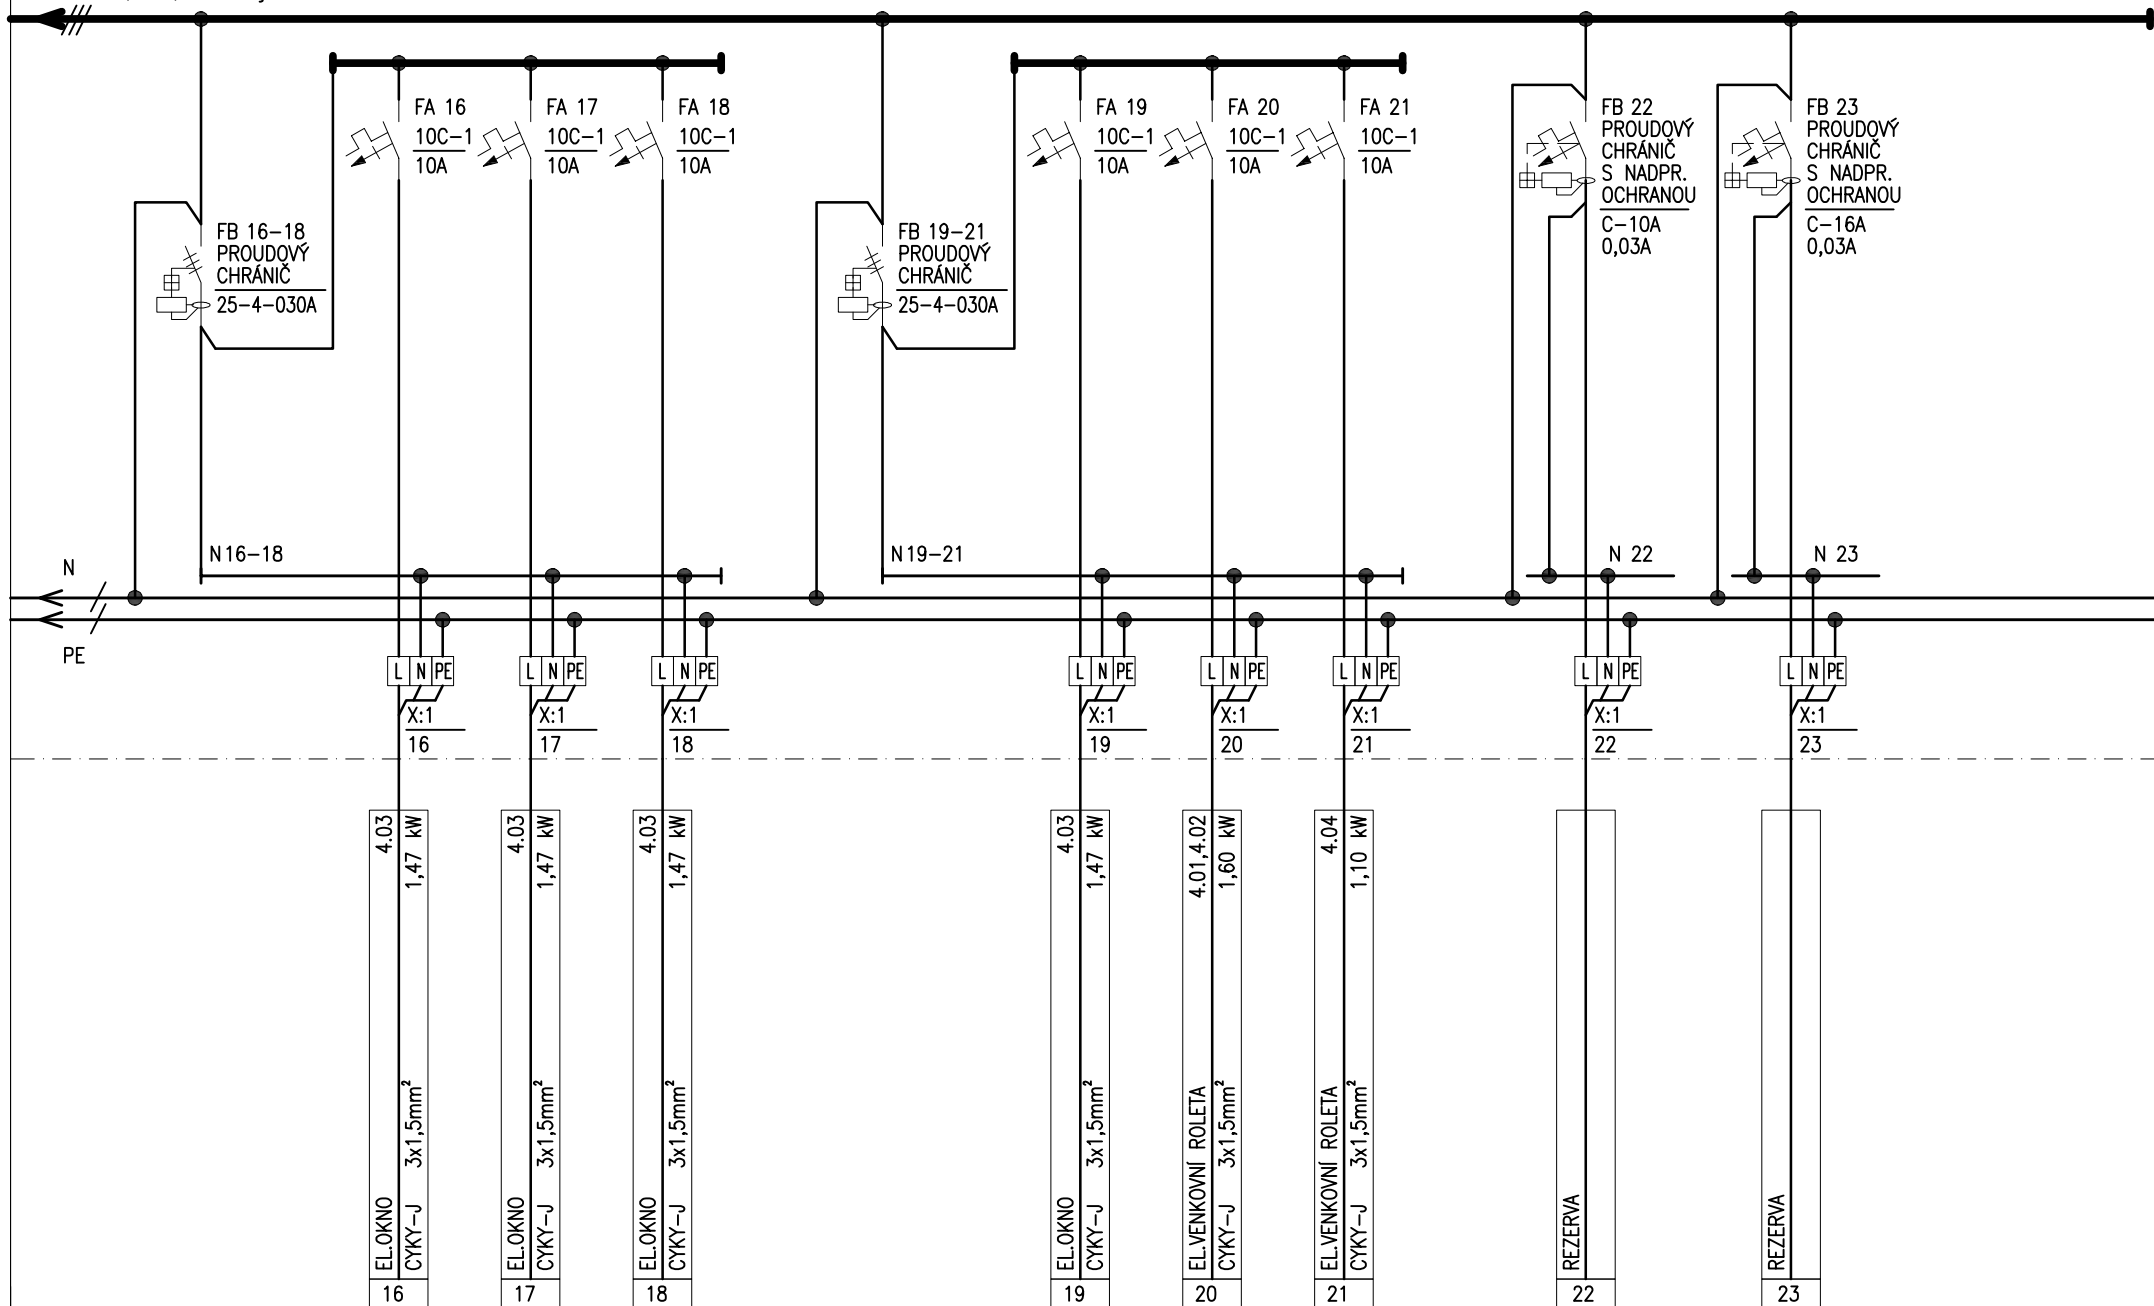 FA 16
10C-1
10A
FA 17
10C-1
10A
FA 18
10C-1
10A
FA 19
10C-1
10A
FA 20
10C-1
10A
FA 21
10C-1
10A
FB 22
PROUDOVÝ
CHRÁNIČ
S NADPR.
OCHRANOU
C-10A
0,03A
FB 23
PROUDOVÝ
CHRÁNIČ
S NADPR.
OCHRANOU
C-16A
0,03A
FB 16-18
PROUDOVÝ
CHRÁNIČ
25-4-030A
FB 19-21
PROUDOVÝ
CHRÁNIČ
25-4-030A
N
PE
N16-18
N19-21
N 22
N 23
L N PE
L N PE
L N PE
L N PE
L N PE
L N PE
L N PE
L N PE
X:1
16
X:1
17
X:1
18
X:1
19
X:1
20
X:1
21
X:1
22
X:1
23
EL.OKNO 4.03
CYKY-J 3x1,5mm² 1,47 kW
16
EL.OKNO 4.03
CYKY-J 3x1,5mm² 1,47 kW
17
EL.OKNO 4.03
CYKY-J 3x1,5mm² 1,47 kW
18
EL.OKNO 4.03
CYKY-J 3x1,5mm² 1,47 kW
19
EL.VENKOVNÍ ROLETA 4.01,4.02
CYKY-J 3x1,5mm² 1,60 kW
20
EL.VENKOVNÍ ROLETA 4.04
CYKY-J 3x1,5mm² 1,10 kW
21
REZERVA
22
REZERVA
23